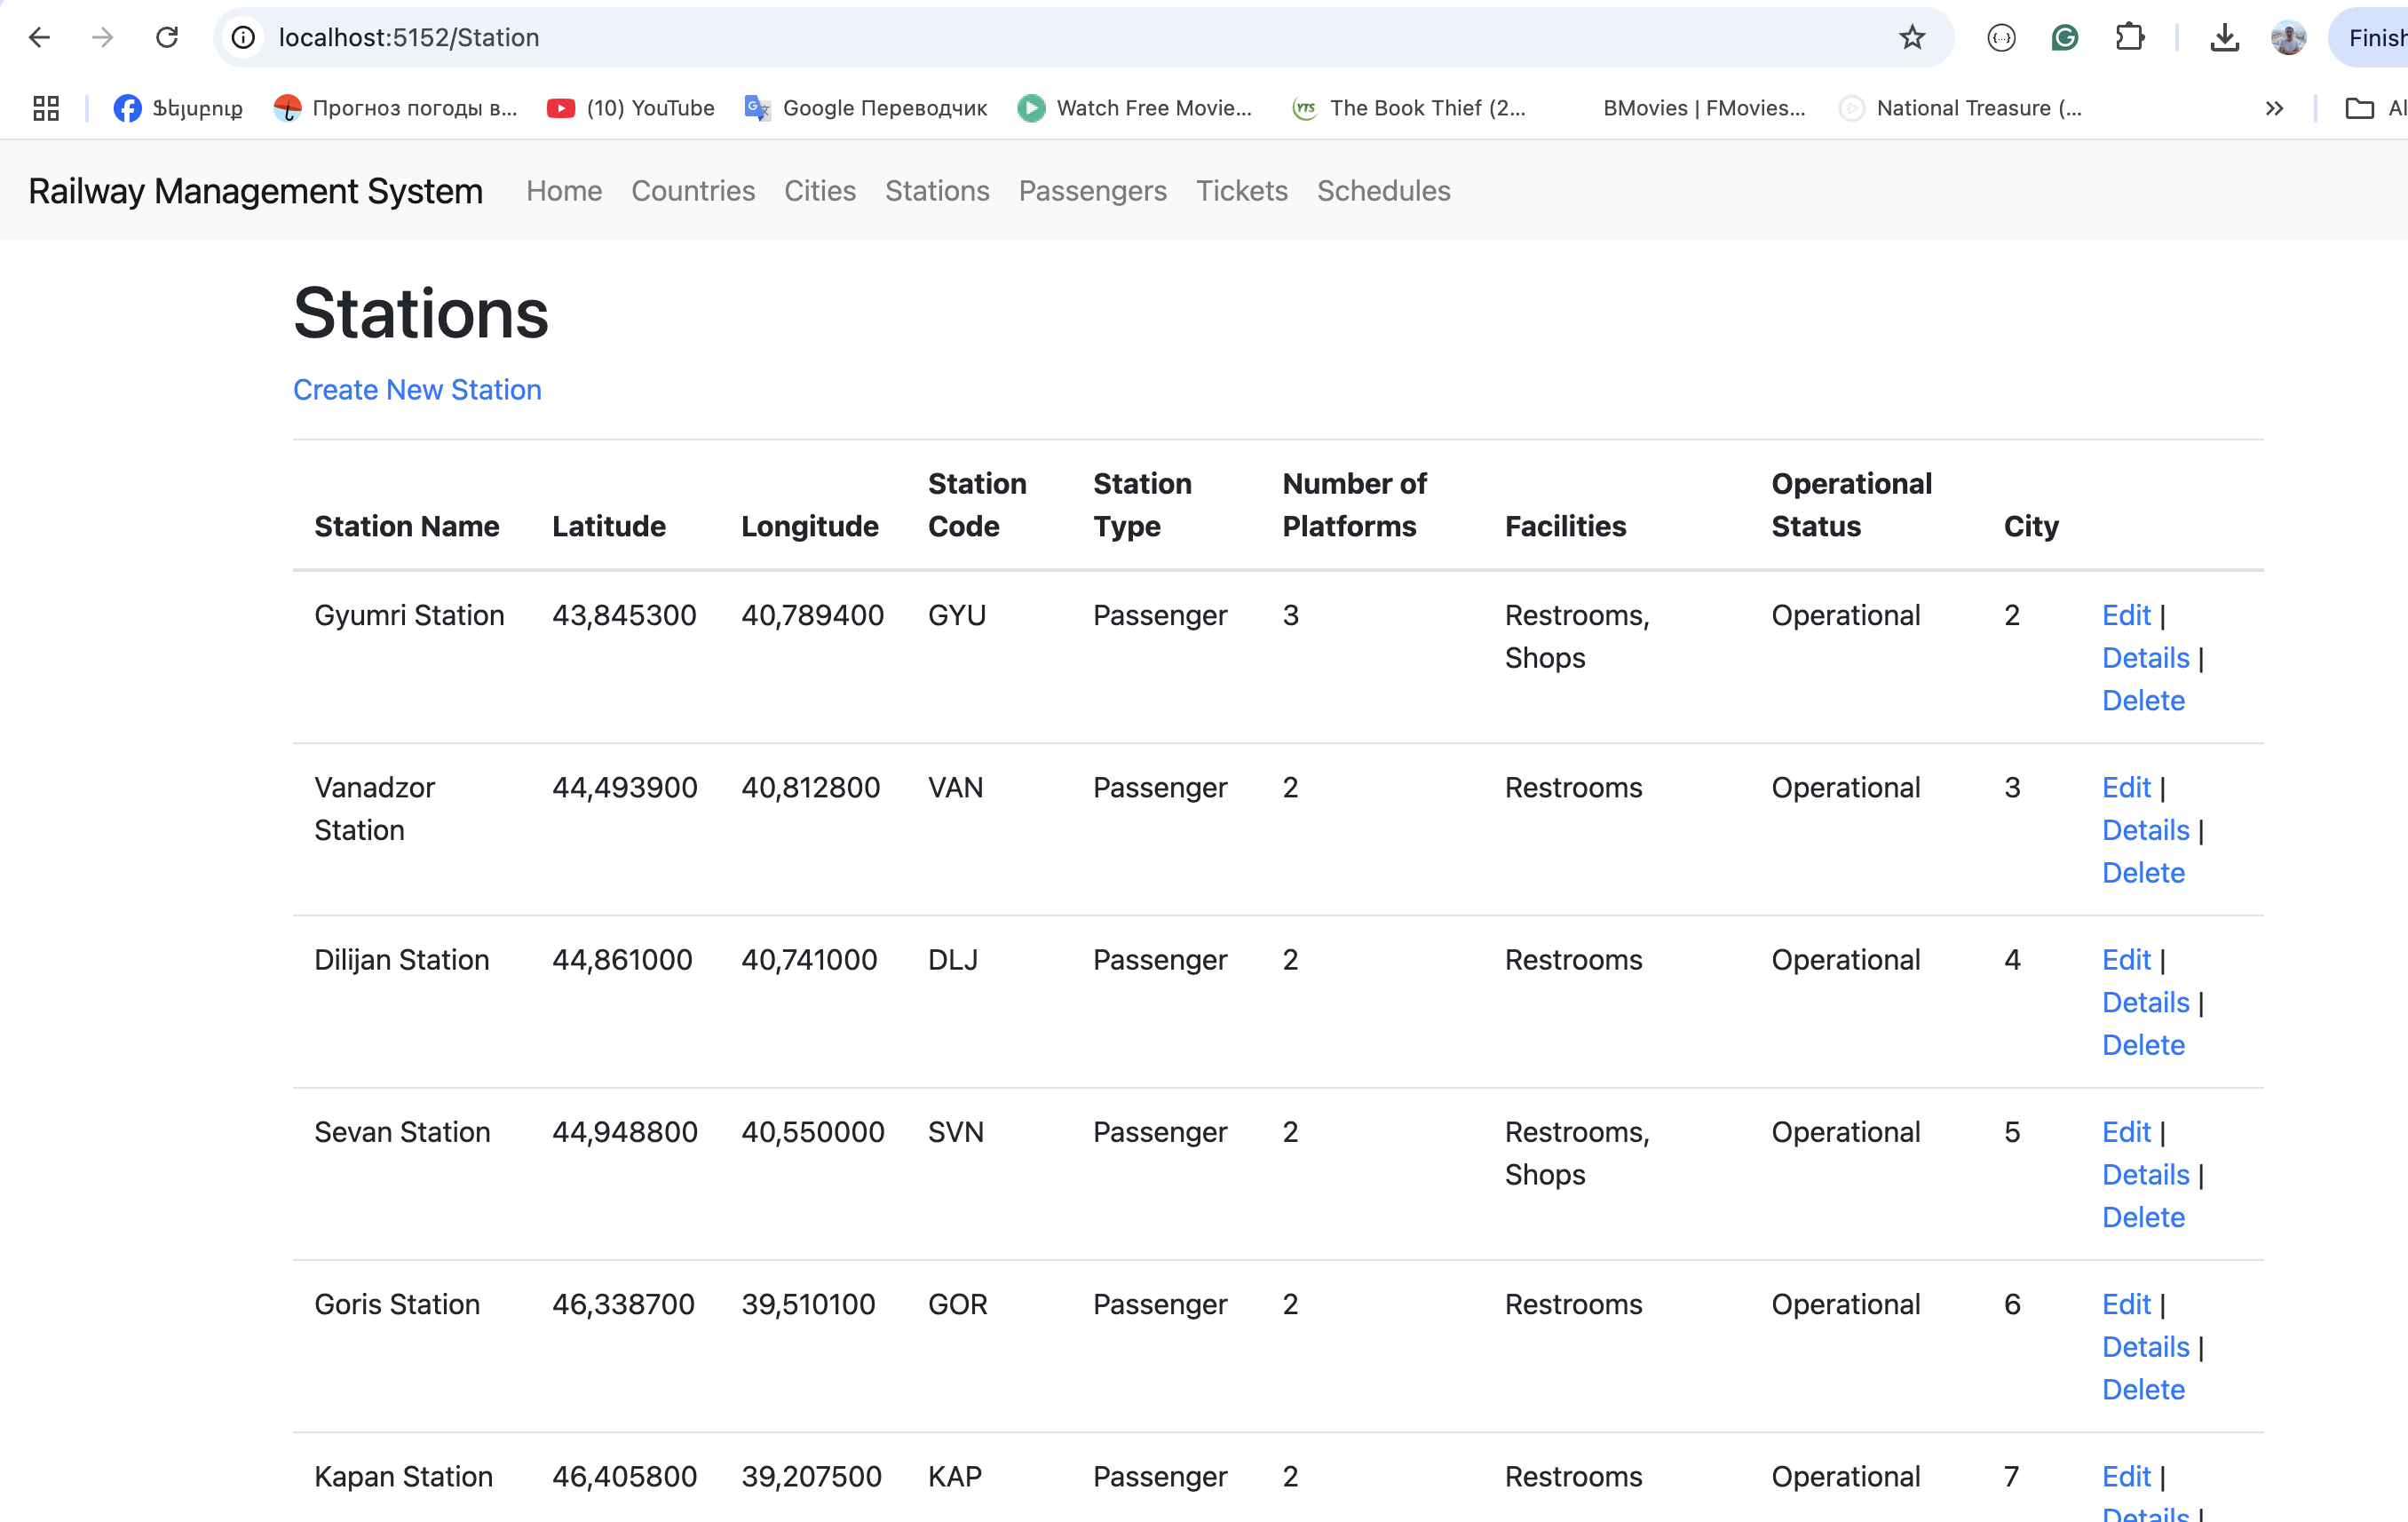 localhost:5152/Station
Finish
Ֆեյսբուք Прогноз погоды в... (10) YouTube Google Переводчик Watch Free Movie... YTS The Book Thief (2... BMovies | FMovies... National Treasure (... Al
Railway Management System Home Countries Cities Stations Passengers Tickets Schedules
Stations
Create New Station
Station Name Latitude Longitude Station Code Station Type Number of Platforms Facilities Operational Status City
Gyumri Station 43,845300 40,789400 GYU Passenger 3 Restrooms, Operational 2 Edit |
Shops Details |
Delete
Vanadzor 44,493900 40,812800 VAN Passenger 2 Restrooms Operational 3 Edit |
Station Details |
Delete
Dilijan Station 44,861000 40,741000 DLJ Passenger 2 Restrooms Operational 4 Edit |
Details |
Delete
Sevan Station 44,948800 40,550000 SVN Passenger 2 Restrooms, Operational 5 Edit |
Shops Details |
Delete
Goris Station 46,338700 39,510100 GOR Passenger 2 Restrooms Operational 6 Edit |
Details |
Delete
Kapan Station 46,405800 39,207500 KAP Passenger 2 Restrooms Operational 7 Edit |
Details |